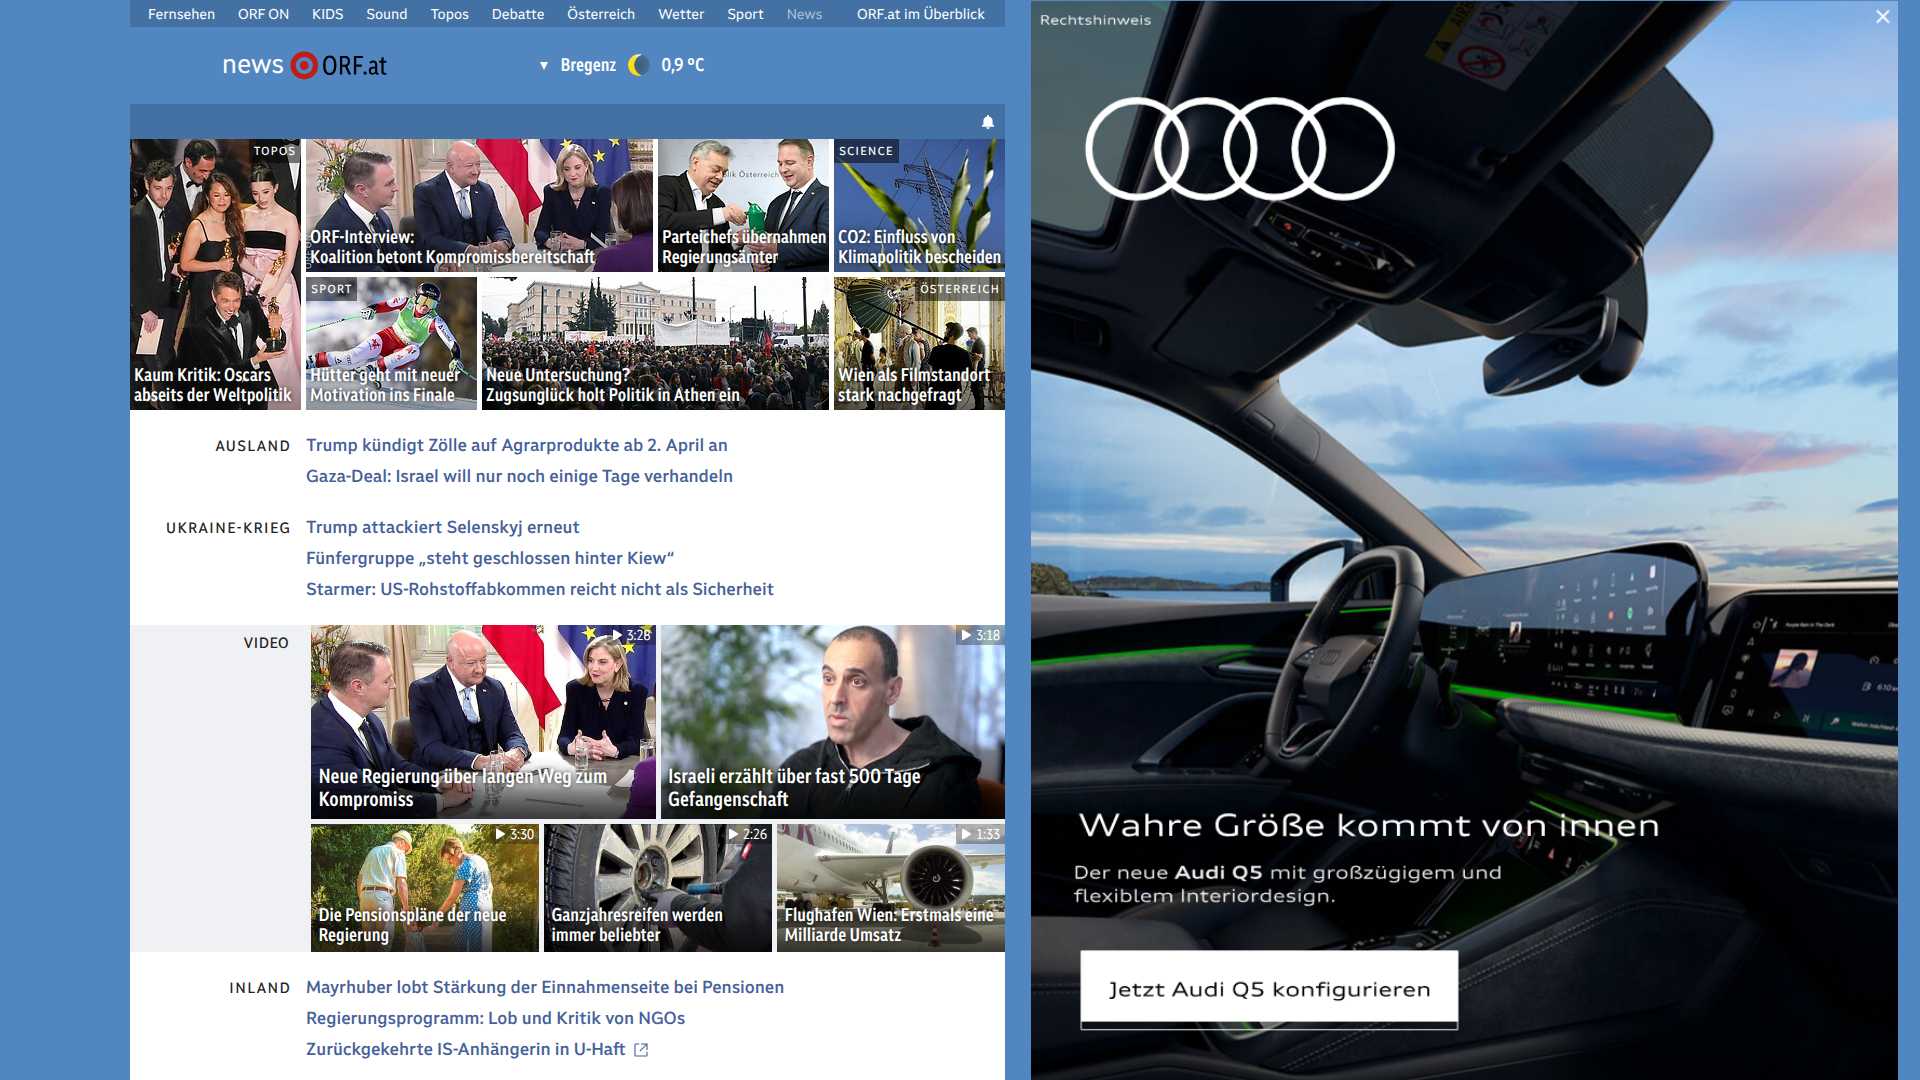 Fernsehen ORF ON KIDS Sound Topos Debatte Österreich Wetter Sport News ORF.at im Überblick
news ORF.at
Bregenz 0,9 °C
TOPOS
Kaum Kritik: Oscars
abseits der Weltpolitik
ORF-Interview:
Koalition betont Kompromissbereitschaft
Parteichefs übernahmen
Regierungsämter
SCIENCE
CO2: Einfluss von
Klimapolitik bescheiden
SPORT
Hütter geht mit neuer
Motivation ins Finale
Neue Untersuchung?
Zugsunglück holt Politik in Athen ein
ÖSTERREICH
Wien als Filmstandort
stark nachgefragt
AUSLAND
Trump kündigt Zölle auf Agrarprodukte ab 2. April an
Gaza-Deal: Israel will nur noch einige Tage verhandeln
UKRAINE-KRIEG
Trump attackiert Selenskyj erneut
Fünfergruppe „steht geschlossen hinter Kiew“
Starmer: US-Rohstoffabkommen reicht nicht als Sicherheit
VIDEO
3:28
Neue Regierung über langen Weg zum
Kompromiss
3:18
Israeli erzählt über fast 500 Tage
Gefangenschaft
3:30
Die Pensionspläne der neue
Regierung
2:26
Ganzjahresreifen werden
immer beliebter
1:33
Flughafen Wien: Erstmals eine
Milliarde Umsatz
INLAND
Mayrhuber lobt Stärkung der Einnahmenseite bei Pensionen
Regierungsprogramm: Lob und Kritik von NGOs
Zurückgekehrte IS-Anhängerin in U-Haft
Rechtshinweis
Wahre Größe kommt von innen
Der neue Audi Q5 mit großzügigem und
flexiblem Interiordesign.
Jetzt Audi Q5 konfigurieren